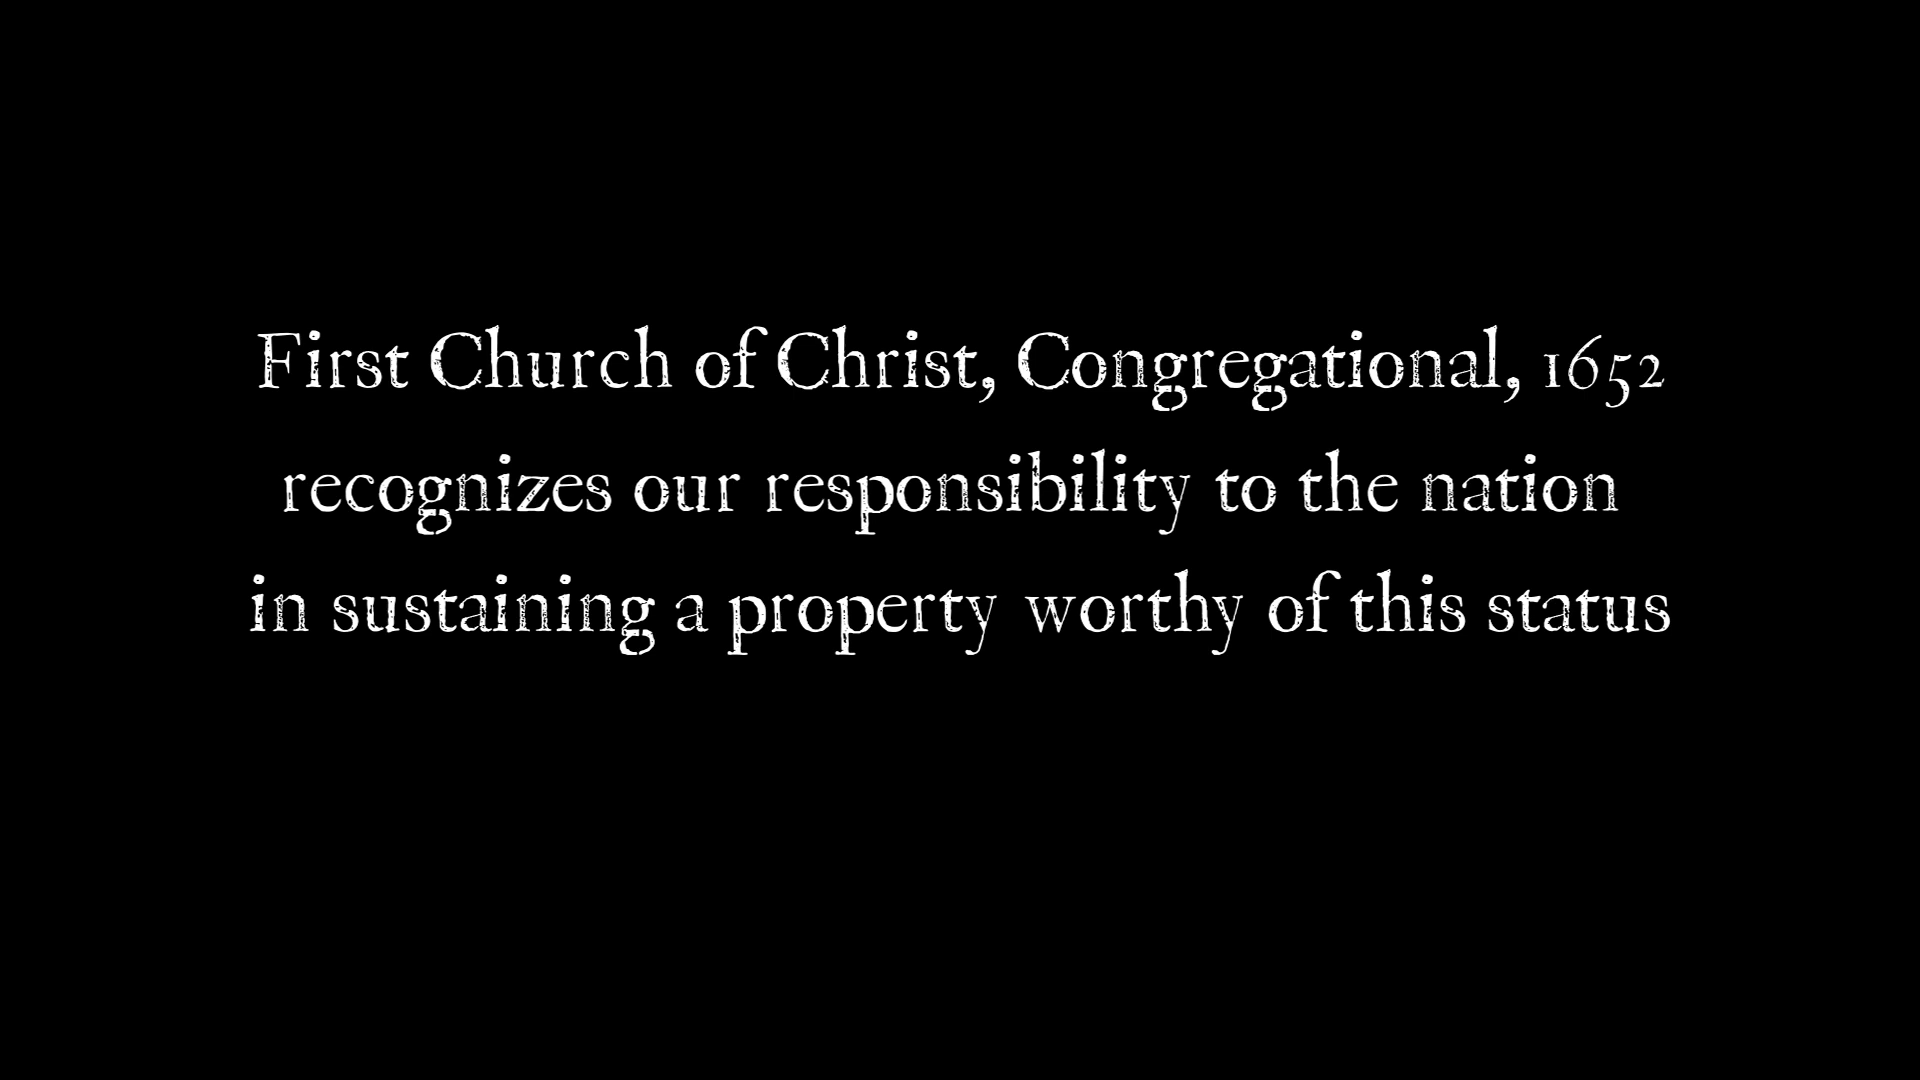 First Church of Christ, Congregational, 1652
recognizes our responsibility to the nation
in sustaining a property worthy of this status